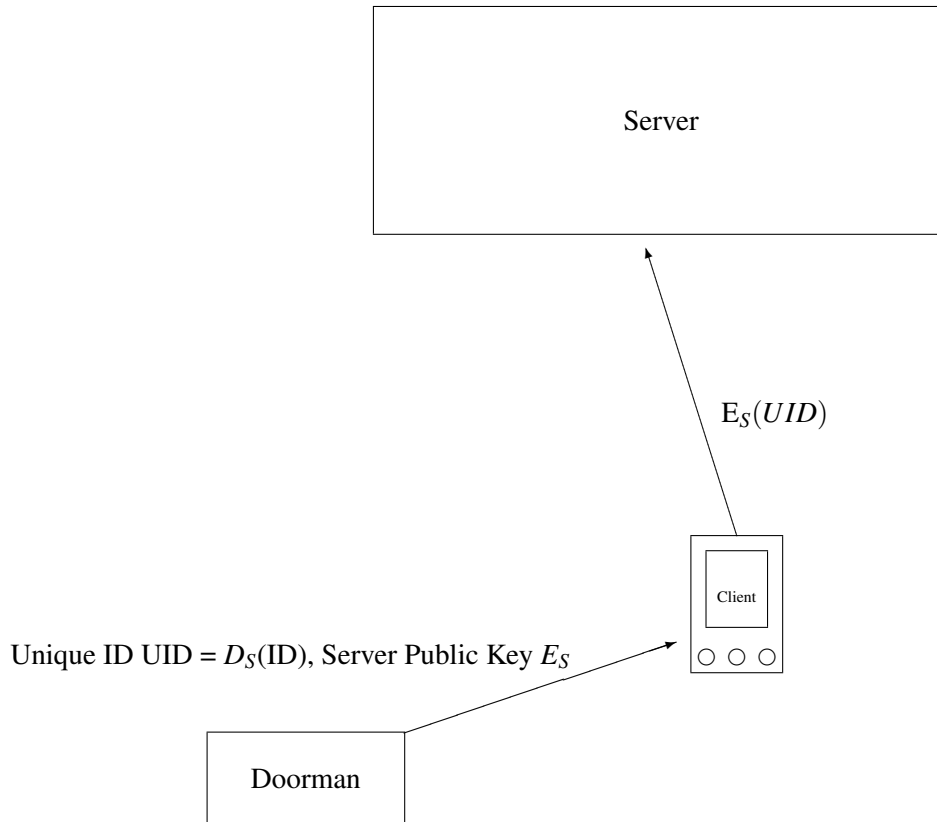 Server
E_S(UID)
Client
Unique ID UID = D_S(ID), Server Public Key E_S
Doorman